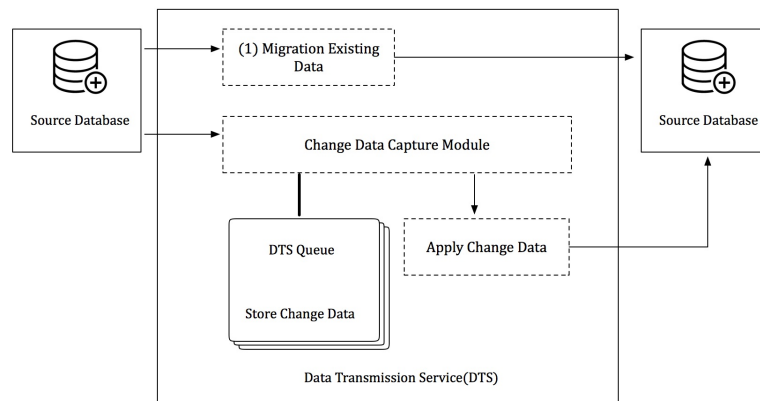 (1) Migration Existing
Data
Source Database
Source Database
Change Data Capture Module
DTS Queue
Apply Change Data
Store Change Data
Data Transmission Service(DTS)